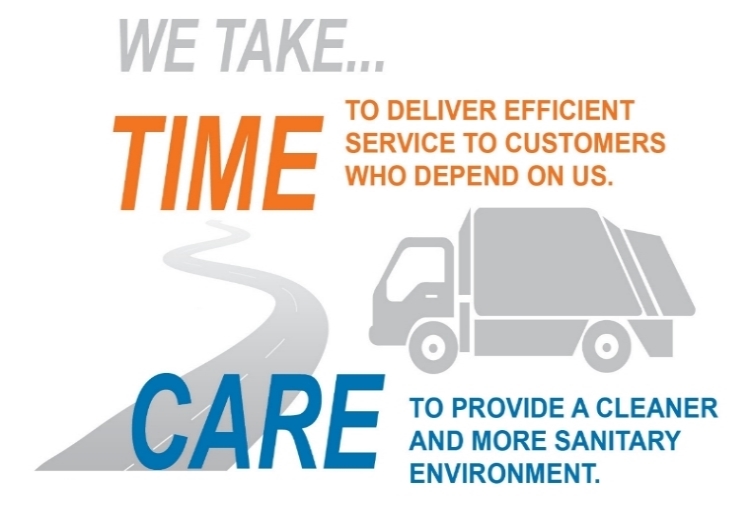 WE TAKE...
TIME
TO DELIVER EFFICIENT
SERVICE TO CUSTOMERS
WHO DEPEND ON US.
CARE
TO PROVIDE A CLEANER
AND MORE SANITARY
ENVIRONMENT.